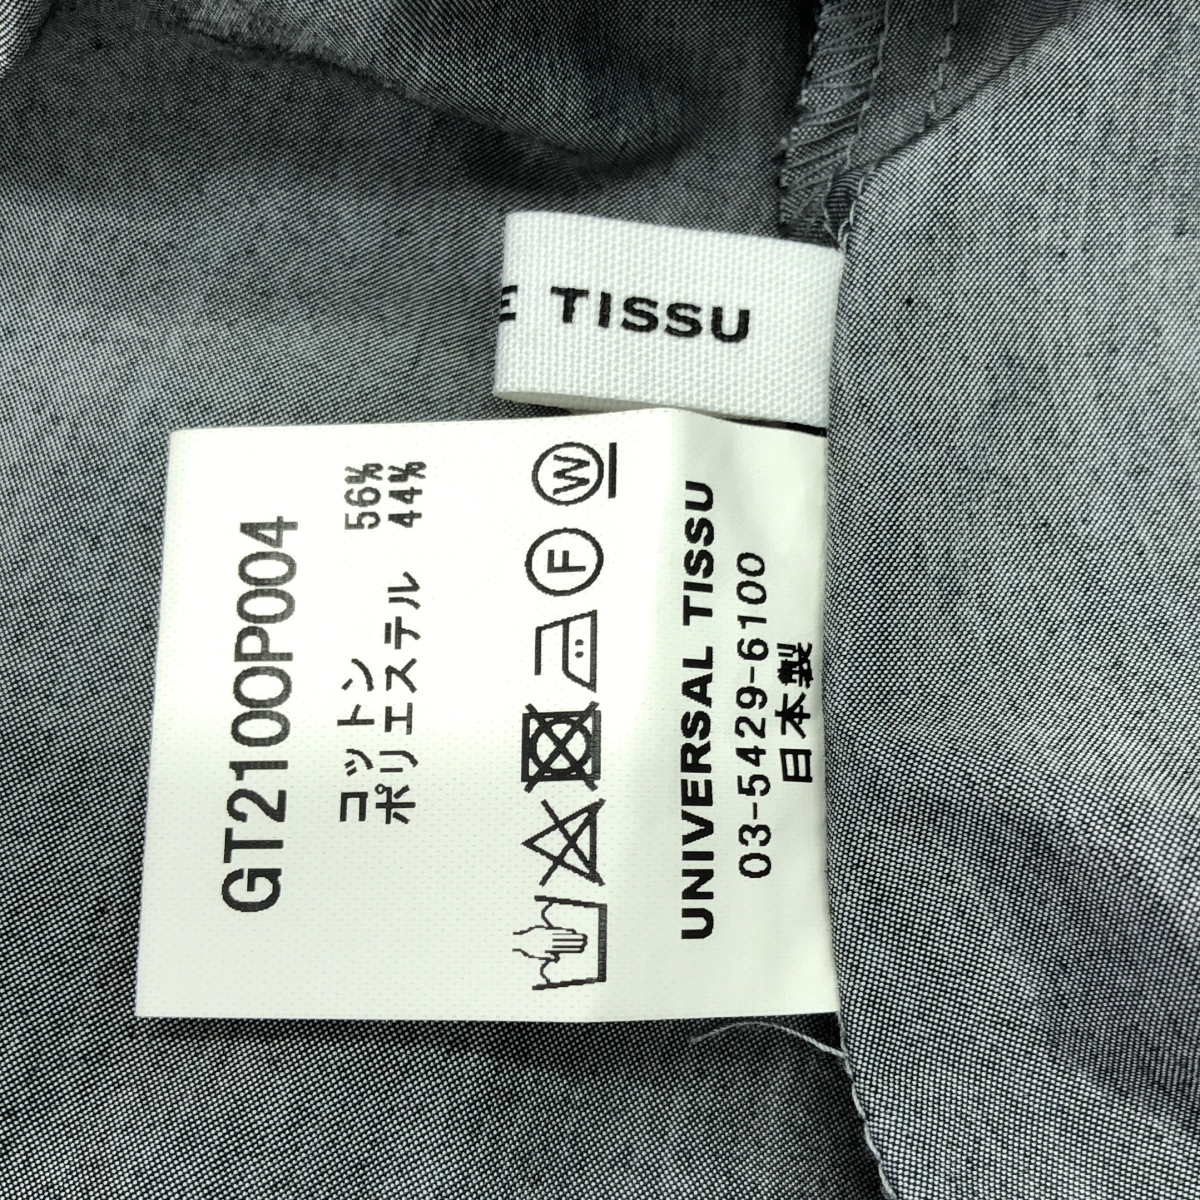 E TISSU
GT2100P004
コットン 56%
ポリエステル 44%
F W
UNIVERSAL TISSU
03-5429-6100
日本製